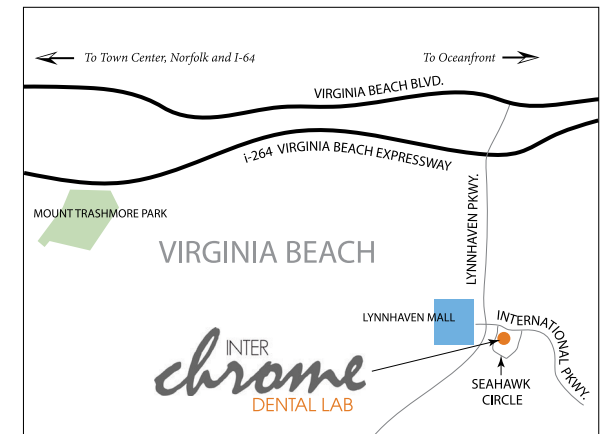 To Town Center, Norfolk and I-64
To Oceanfront
VIRGINIA BEACH BLVD.
i-264 VIRGINIA BEACH EXPRESSWAY
LYNNHAVEN PKWY.
MOUNT TRASHMORE PARK
VIRGINIA BEACH
LYNNHAVEN MALL
INTERNATIONAL PKWY.
INTER
chrome
DENTAL LAB
SEAHAWK
CIRCLE